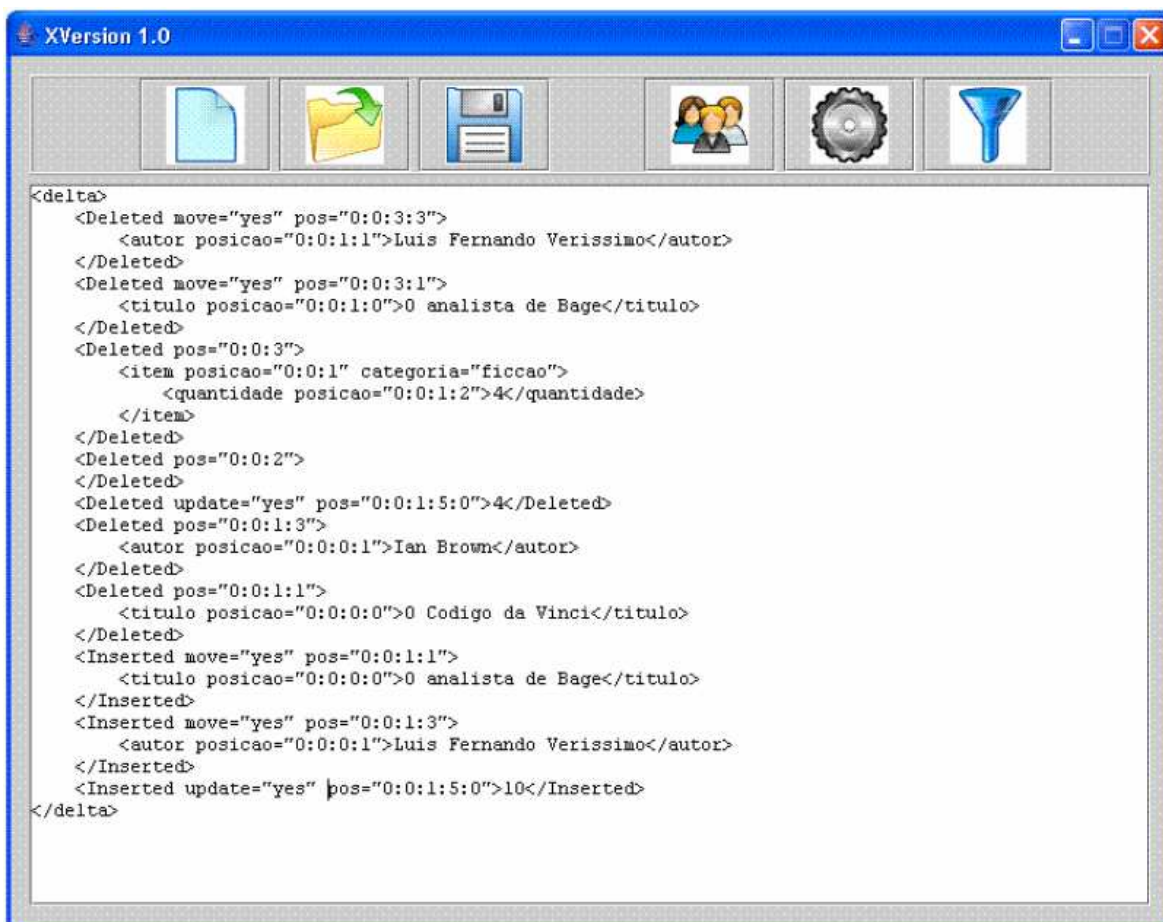 XVersion 1.0
<delta>
    <Deleted move="yes" pos="0:0:3:3">
        <autor posicao="0:0:1:1">Luis Fernando Verissimo</autor>
    </Deleted>
    <Deleted move="yes" pos="0:0:3:1">
        <titulo posicao="0:0:1:0">O analista de Bage</titulo>
    </Deleted>
    <Deleted pos="0:0:3">
        <item posicao="0:0:1" categoria="ficcao">
            <quantidade posicao="0:0:1:2">4</quantidade>
        </item>
    </Deleted>
    <Deleted pos="0:0:2">
    </Deleted>
    <Deleted update="yes" pos="0:0:1:5:0">4</Deleted>
    <Deleted pos="0:0:1:3">
        <autor posicao="0:0:0:1">Ian Brown</autor>
    </Deleted>
    <Deleted pos="0:0:1:1">
        <titulo posicao="0:0:0:0">O Codigo da Vinci</titulo>
    </Deleted>
    <Inserted move="yes" pos="0:0:1:1">
        <titulo posicao="0:0:0:0">O analista de Bage</titulo>
    </Inserted>
    <Inserted move="yes" pos="0:0:1:3">
        <autor posicao="0:0:0:1">Luis Fernando Verissimo</autor>
    </Inserted>
    <Inserted update="yes" pos="0:0:1:5:0">10</Inserted>
</delta>